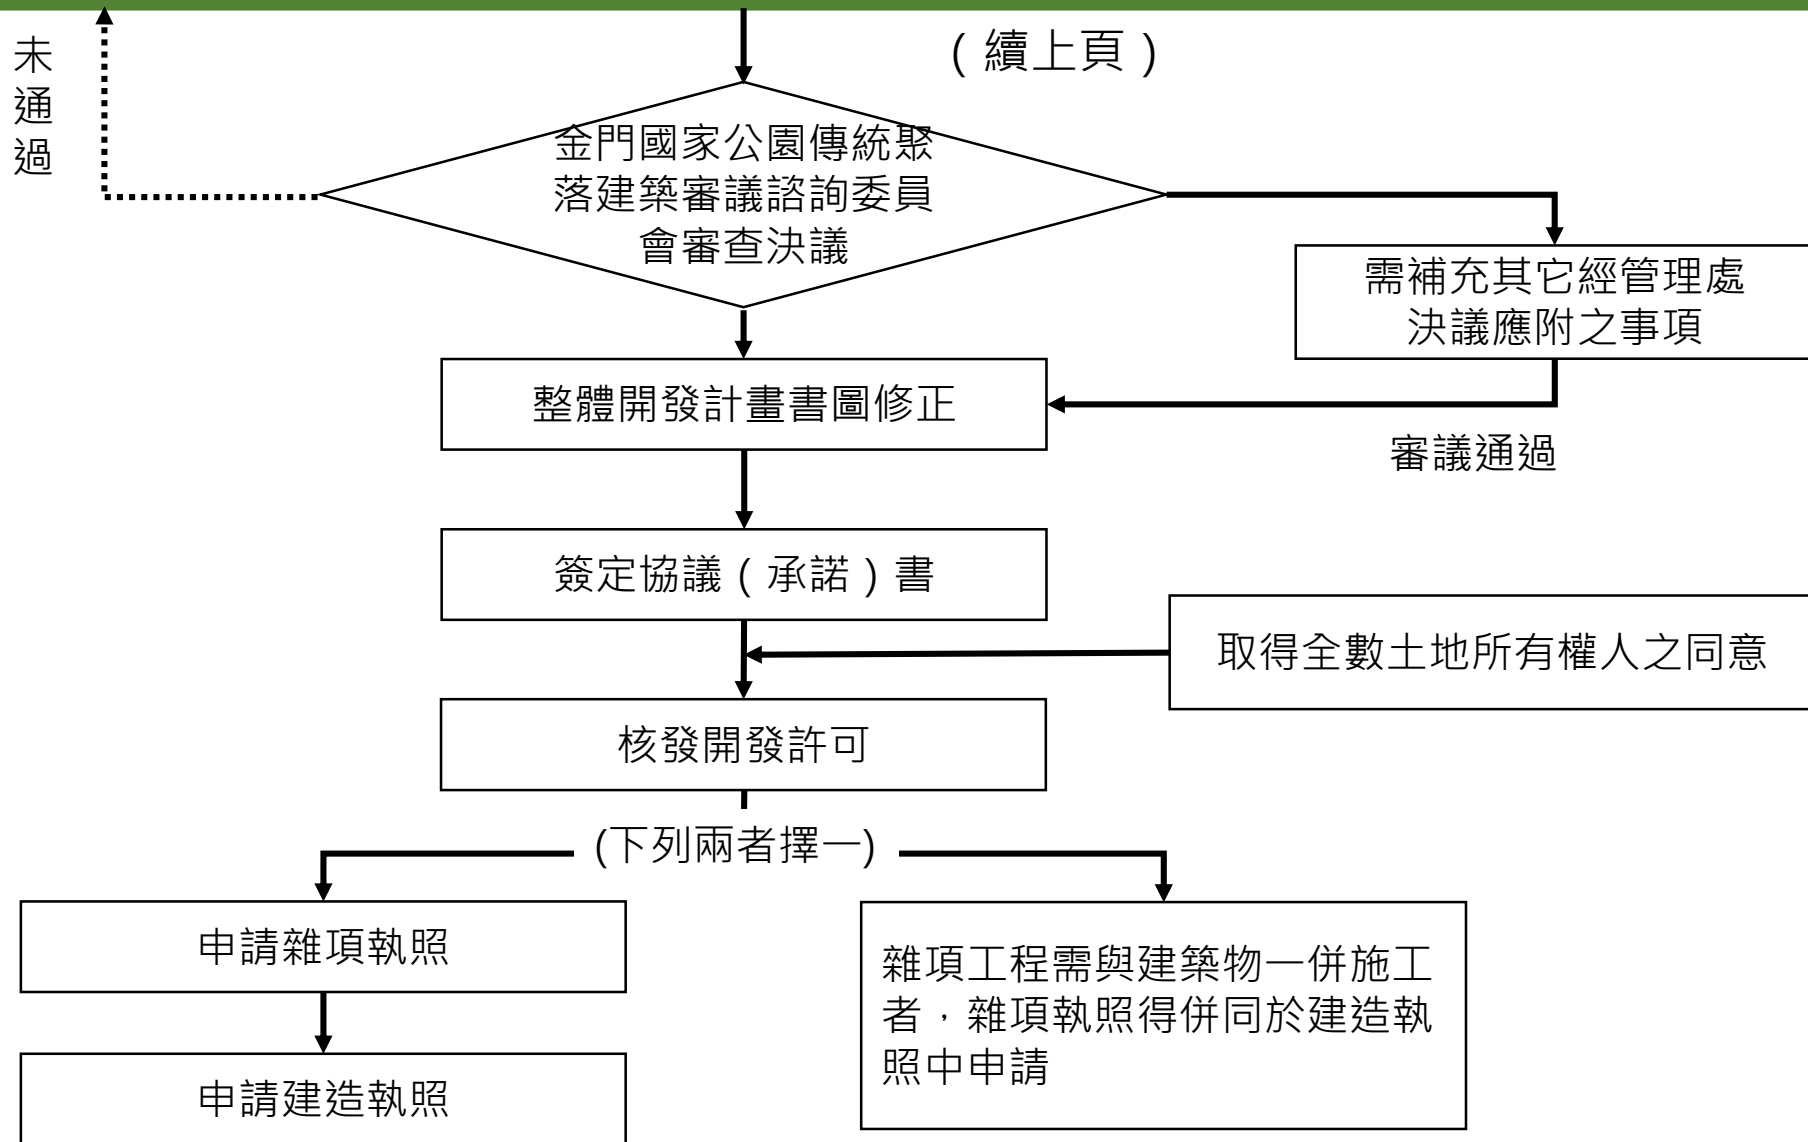 未
通
過
（續上頁）
金門國家公園傳統聚
落建築審議諮詢委員
會審查決議
需補充其它經管理處
決議應附之事項
整體開發計畫書圖修正
審議通過
簽定協議（承諾）書
取得全數土地所有權人之同意
核發開發許可
(下列兩者擇一)
申請雜項執照
雜項工程需與建築物一併施工
者，雜項執照得併同於建造執
照中申請
申請建造執照